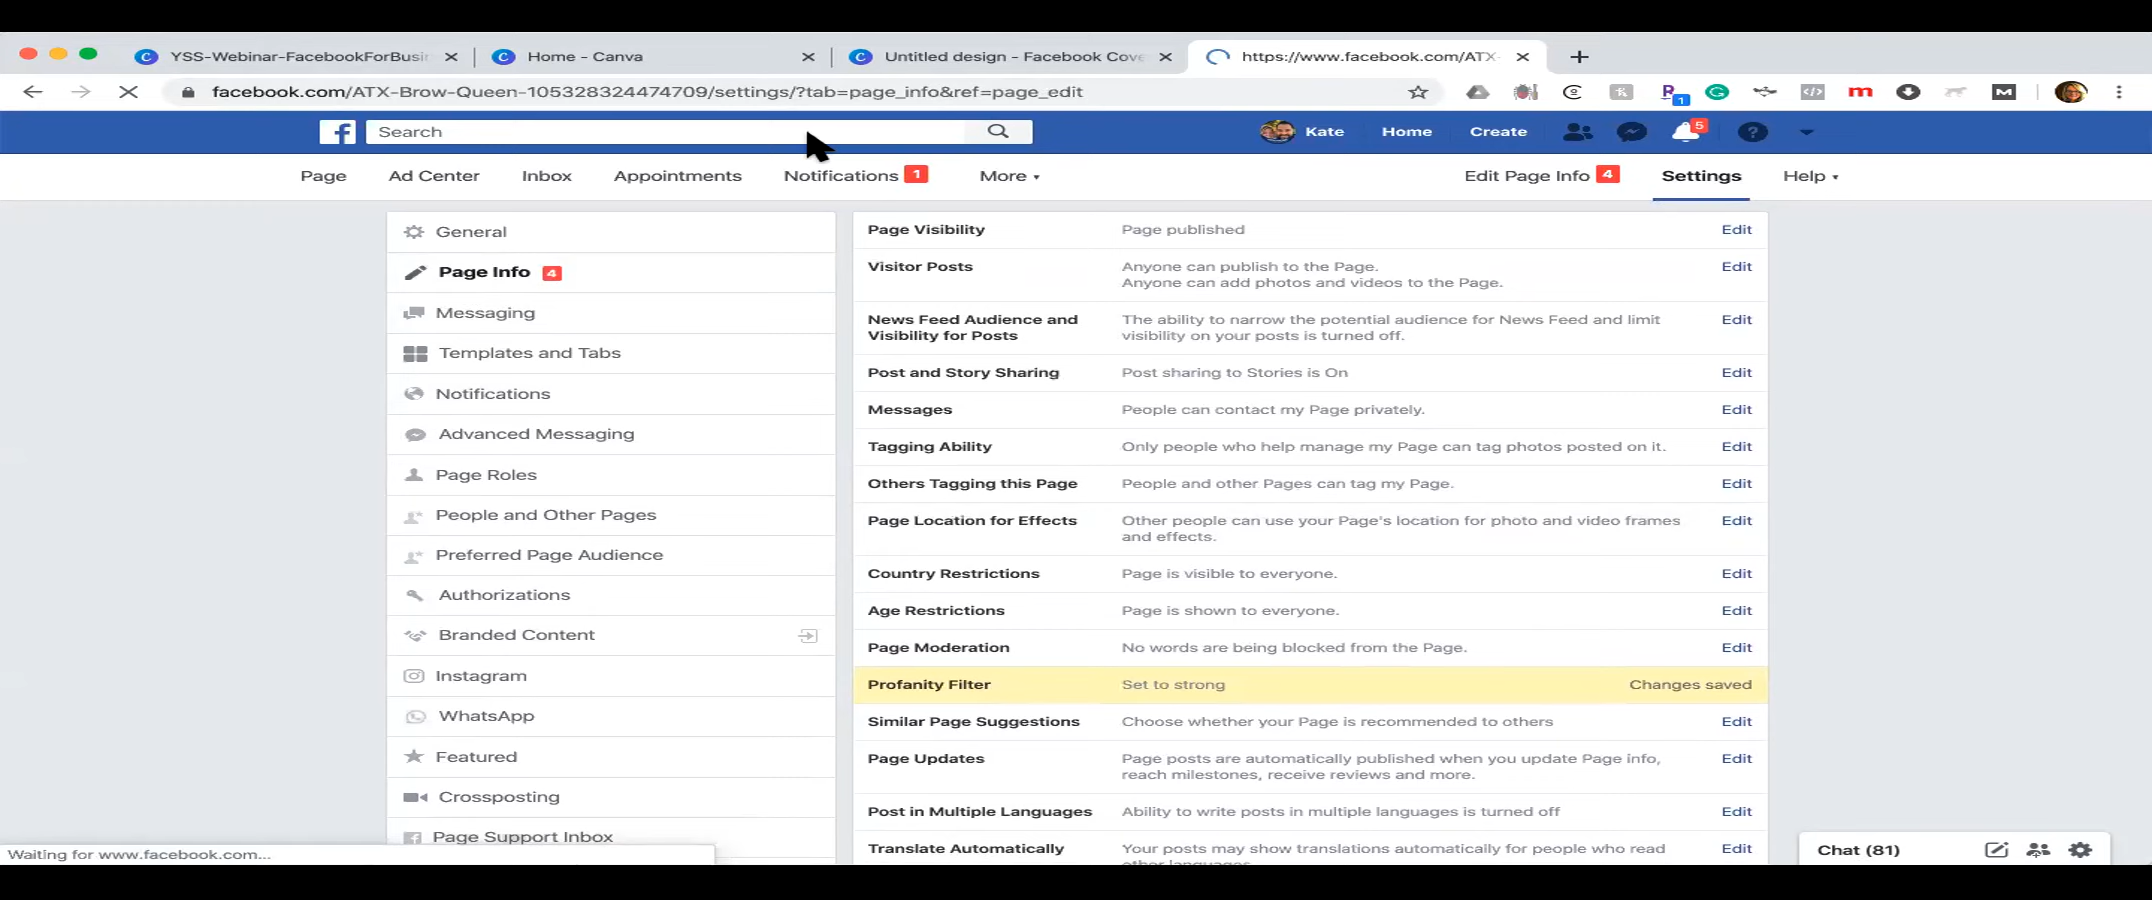 YSS-Webinar-FacebookForBusi
Home - Canva
Untitled design - Facebook Cove
https://www.facebook.com/ATX-
facebook.com/ATX-Brow-Queen-105328324474709/settings/?tab=page_info&ref=page_edit
1
Search
Kate
Home
Create
5
Page
Ad Center
Inbox
Appointments
Notifications 1
More
Edit Page Info 4
Settings
Help
General
Page Info 4
Messaging
Templates and Tabs
Notifications
Advanced Messaging
Page Roles
People and Other Pages
Preferred Page Audience
Authorizations
Branded Content
Instagram
WhatsApp
Featured
Crossposting
Page Support Inbox
Page Visibility Page published Edit
Visitor Posts Anyone can publish to the Page. Edit
Anyone can add photos and videos to the Page.
News Feed Audience and The ability to narrow the potential audience for News Feed and limit Edit
Visibility for Posts visibility on your posts is turned off.
Post and Story Sharing Post sharing to Stories is On Edit
Messages People can contact my Page privately. Edit
Tagging Ability Only people who help manage my Page can tag photos posted on it. Edit
Others Tagging this Page People and other Pages can tag my Page. Edit
Page Location for Effects Other people can use your Page's location for photo and video frames Edit
and effects.
Country Restrictions Page is visible to everyone. Edit
Age Restrictions Page is shown to everyone. Edit
Page Moderation No words are being blocked from the Page. Edit
Profanity Filter Set to strong Changes saved
Similar Page Suggestions Choose whether your Page is recommended to others Edit
Page Updates Page posts are automatically published when you update Page info, Edit
reach milestones, receive reviews and more.
Post in Multiple Languages Ability to write posts in multiple languages is turned off Edit
Translate Automatically Your posts may show translations automatically for people who read Edit
other languages
Waiting for www.facebook.com...
Chat (81)